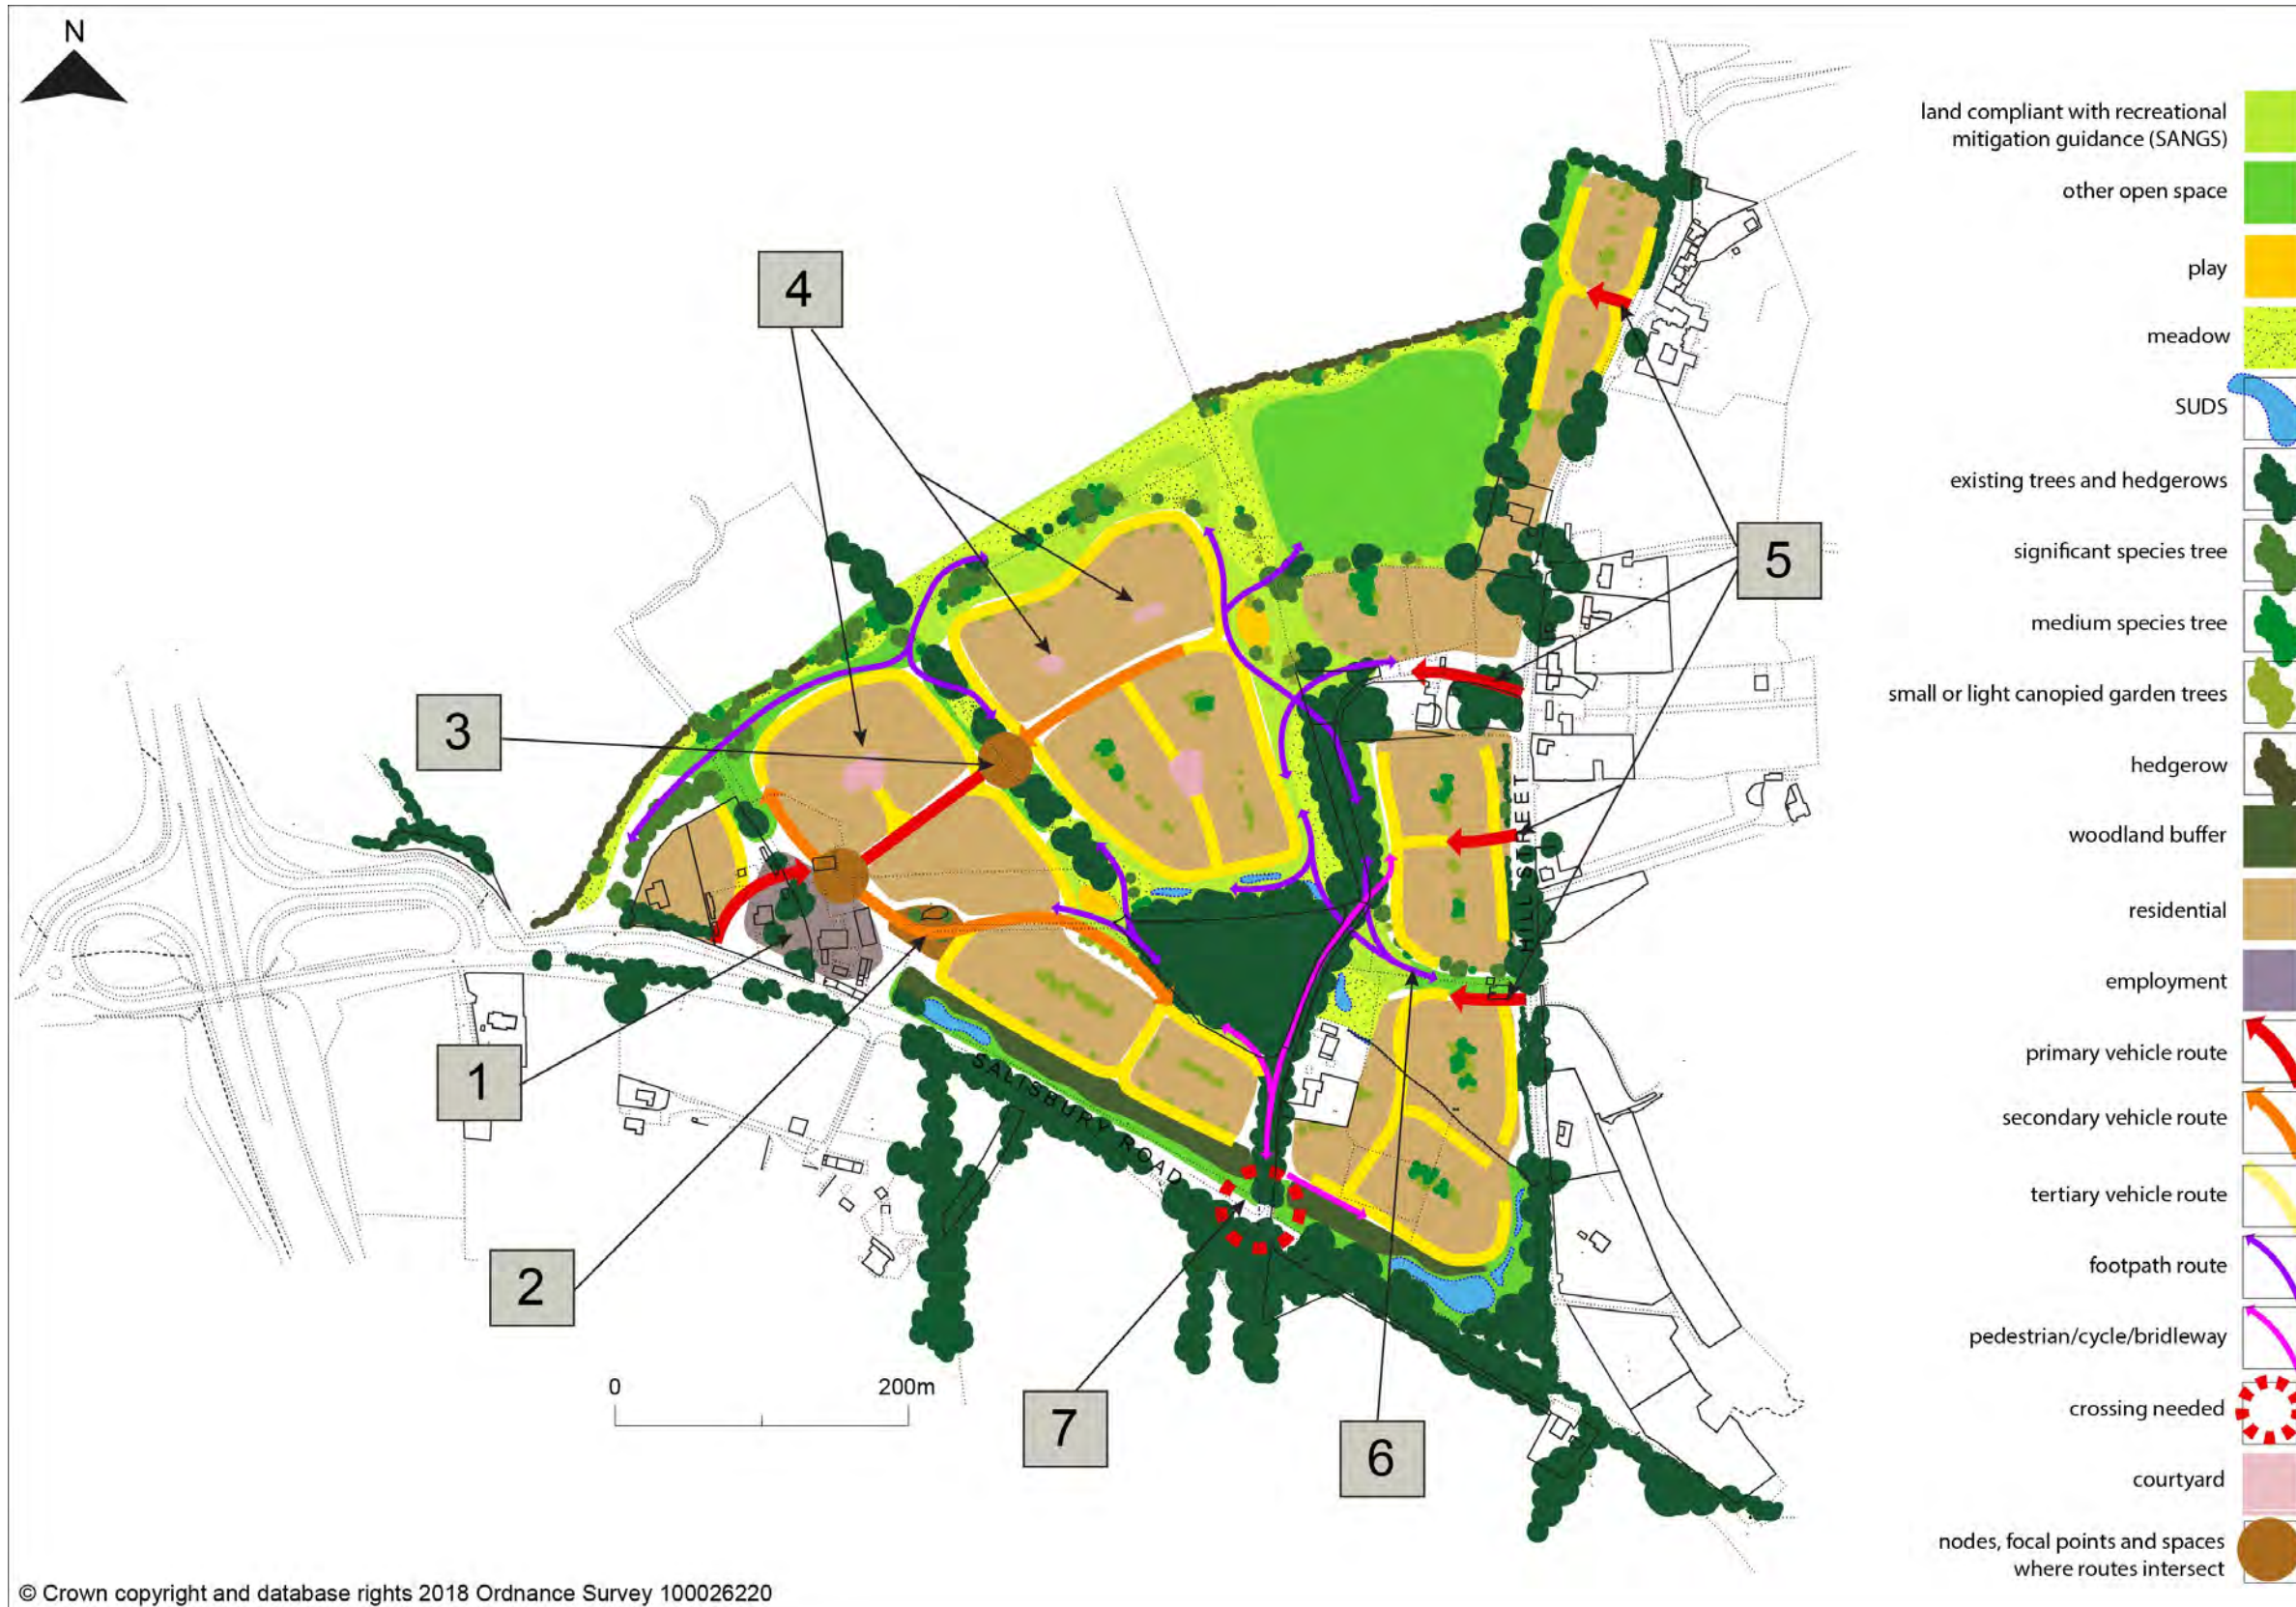 N
land compliant with recreational
mitigation guidance (SANGS)
other open space
play
meadow
SUDS
existing trees and hedgerows
significant species tree
medium species tree
small or light canopied garden trees
hedgerow
woodland buffer
residential
employment
primary vehicle route
secondary vehicle route
tertiary vehicle route
footpath route
pedestrian/cycle/bridleway
crossing needed
courtyard
nodes, focal points and spaces
where routes intersect
4
5
3
1
2
7
6
HILL STREET
SALISBURY ROAD
0 200m
© Crown copyright and database rights 2018 Ordnance Survey 100026220